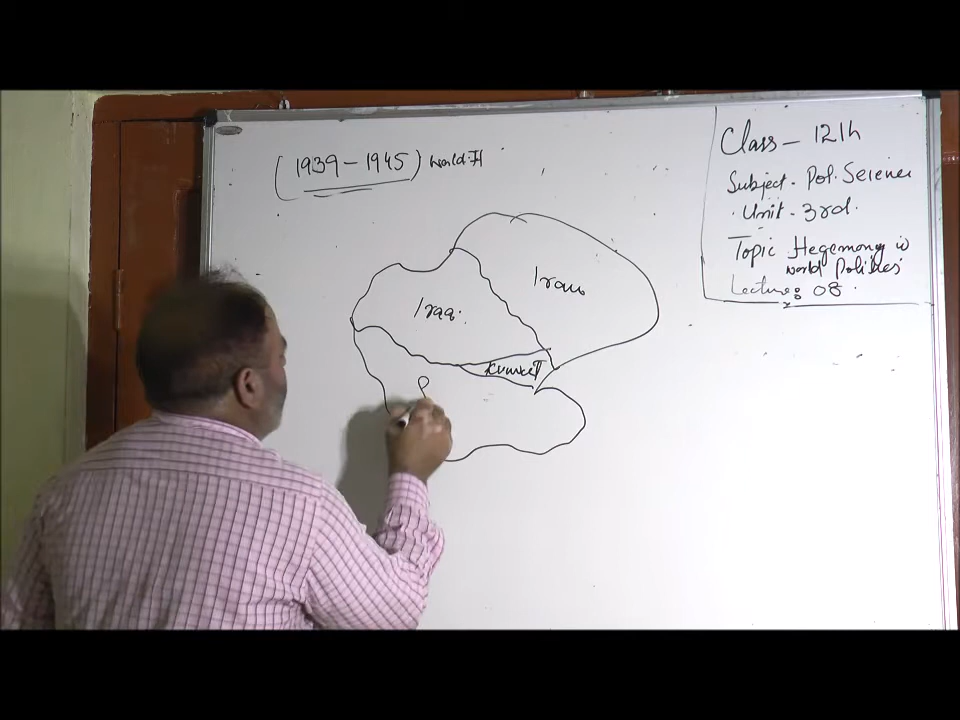 (1939 - 1945) World-II
Class - 12th
Subject - Pol. Science
Unit - 3rd.
Topic Hegemony in
world Politics
Lecture: 08.
Iran
Iraq.
Kuwait